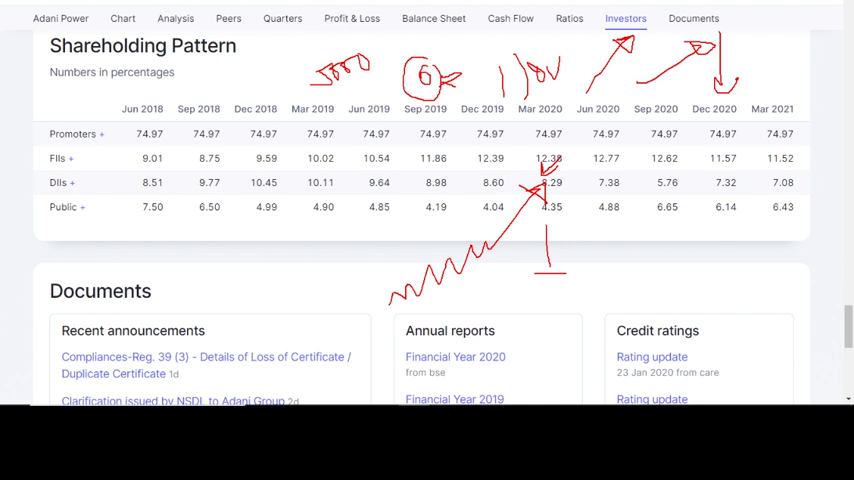 Adani Power Chart Analysis Peers Quarters Profit & Loss Balance Sheet Cash Flow Ratios Investors Documents
Shareholding Pattern
Numbers in percentages
Jun 2018 Sep 2018 Dec 2018 Mar 2019 Jun 2019 Sep 2019 Dec 2019 Mar 2020 Jun 2020 Sep 2020 Dec 2020 Mar 2021
Promoters + 74.97 74.97 74.97 74.97 74.97 74.97 74.97 74.97 74.97 74.97 74.97 74.97
FIIs + 9.01 8.75 9.59 10.02 10.54 11.86 12.39 12.38 12.77 12.62 11.57 11.52
DIIs + 8.51 9.77 10.45 10.11 9.64 8.98 8.60 8.29 7.38 5.76 7.32 7.08
Public + 7.50 6.50 4.99 4.90 4.85 4.19 4.04 4.35 4.88 6.65 6.14 6.43
Documents
Recent announcements
Compliances-Reg. 39 (3) - Details of Loss of Certificate /
Duplicate Certificate 1d
Clarification issued by NSDL to Adani Group 2d
Annual reports
Financial Year 2020
from bse
Financial Year 2019
Credit ratings
Rating update
23 Jan 2020 from care
Rating update